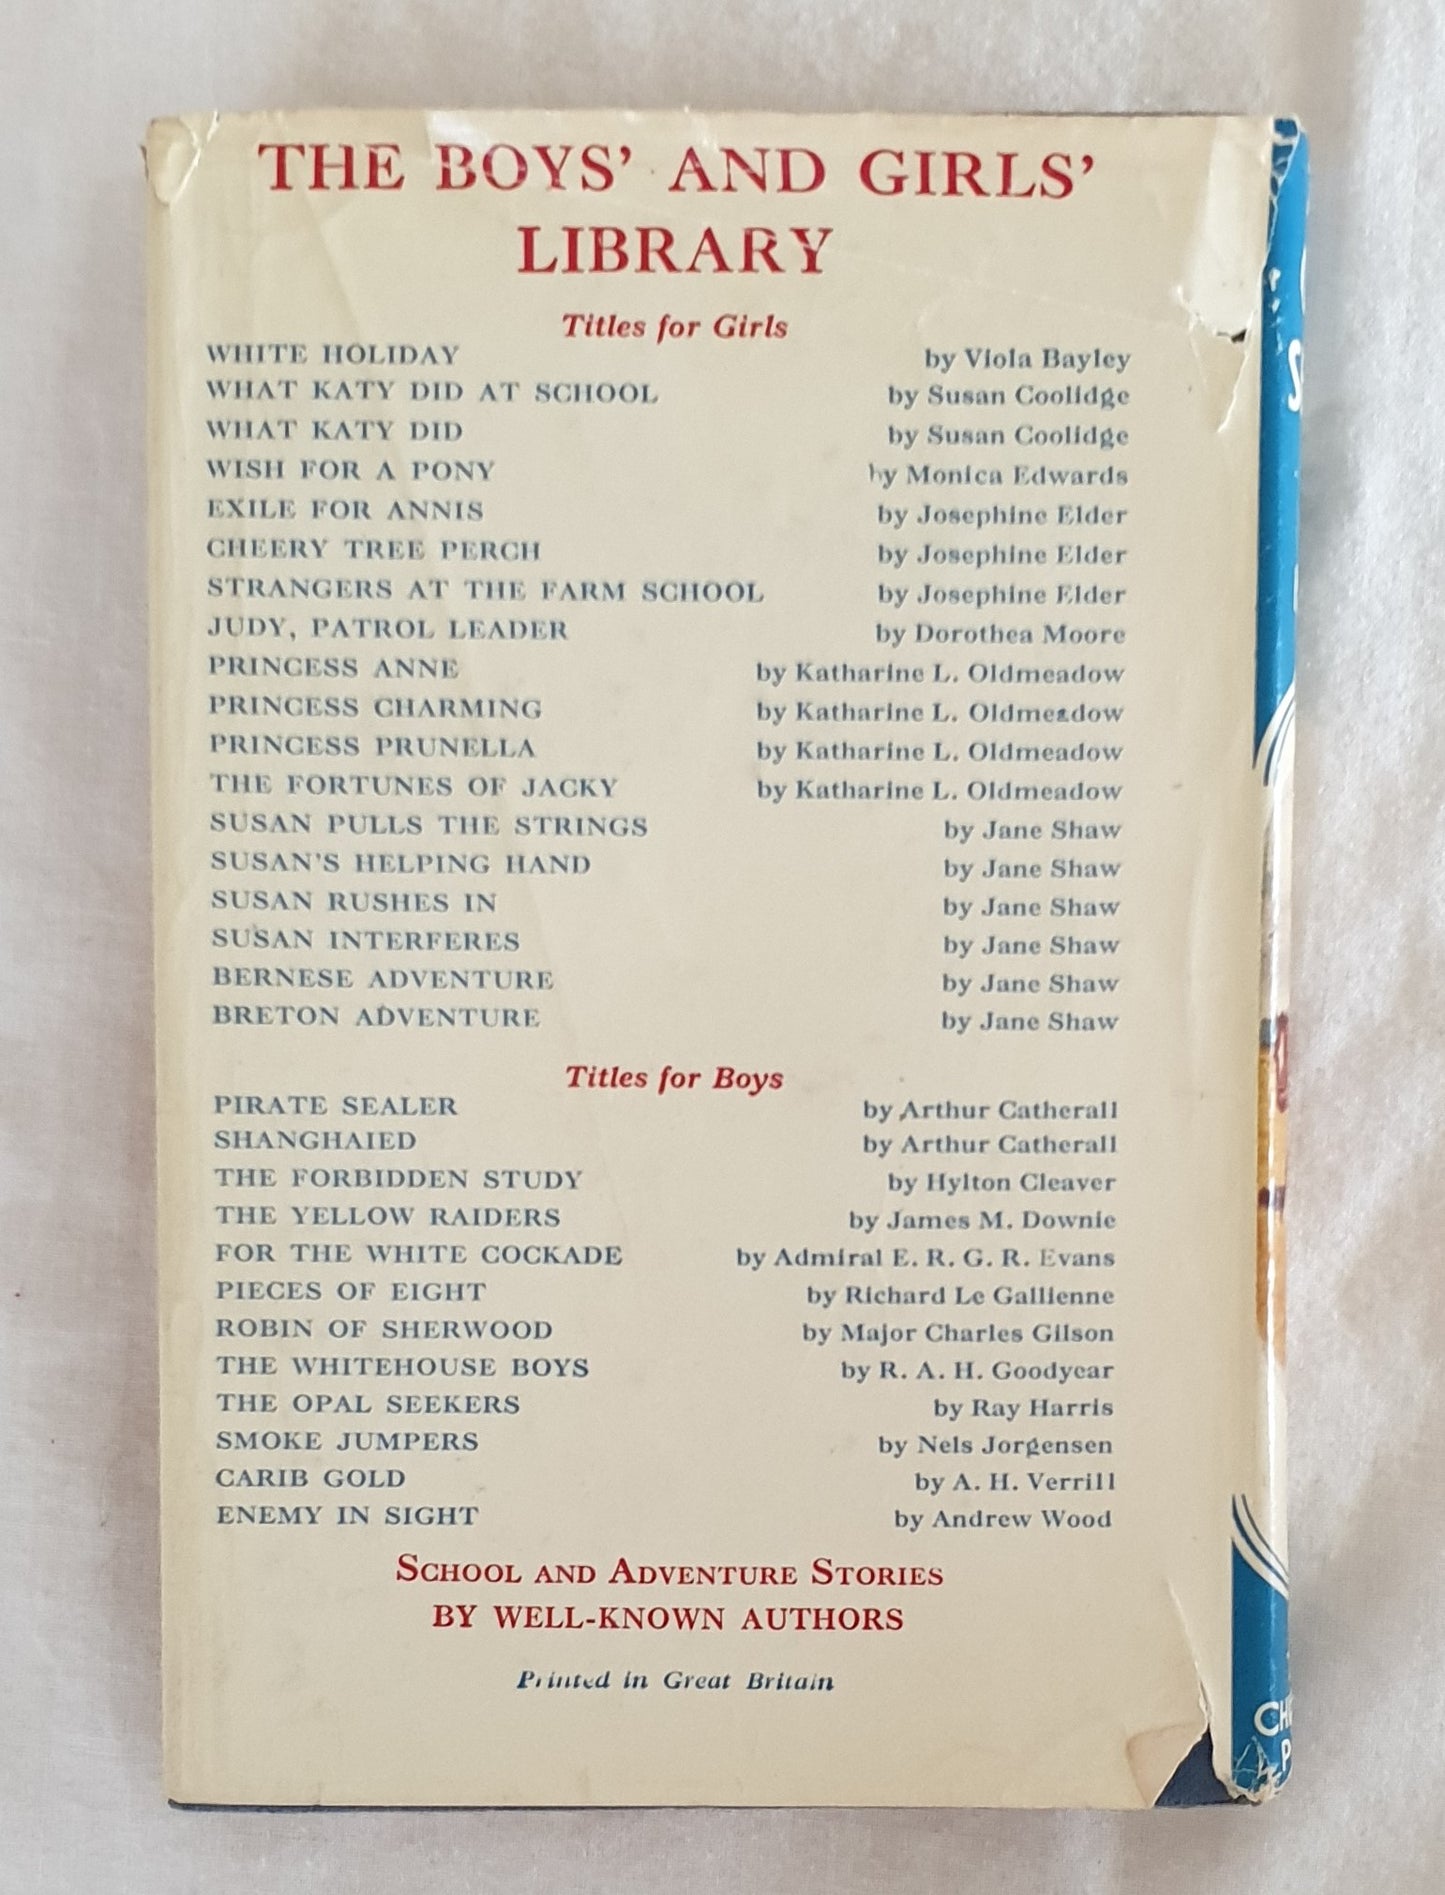 THE BOYS' AND GIRLS'
LIBRARY
Titles for Girls
WHITE HOLIDAY by Viola Bayley
WHAT KATY DID AT SCHOOL by Susan Coolidge
WHAT KATY DID by Susan Coolidge
WISH FOR A PONY by Monica Edwards
EXILE FOR ANNIS by Josephine Elder
CHEERY TREE PERCH by Josephine Elder
STRANGERS AT THE FARM SCHOOL by Josephine Elder
JUDY, PATROL LEADER by Dorothea Moore
PRINCESS ANNE by Katharine L. Oldmeadow
PRINCESS CHARMING by Katharine L. Oldmeadow
PRINCESS PRUNELLA by Katharine L. Oldmeadow
THE FORTUNES OF JACKY by Katharine L. Oldmeadow
SUSAN PULLS THE STRINGS by Jane Shaw
SUSAN'S HELPING HAND by Jane Shaw
SUSAN RUSHES IN by Jane Shaw
SUSAN INTERFERES by Jane Shaw
BERNESE ADVENTURE by Jane Shaw
BRETON ADVENTURE by Jane Shaw
Titles for Boys
PIRATE SEALER by Arthur Catherall
SHANGHAIED by Arthur Catherall
THE FORBIDDEN STUDY by Hylton Cleaver
THE YELLOW RAIDERS by James M. Downie
FOR THE WHITE COCKADE by Admiral E. R. G. R. Evans
PIECES OF EIGHT by Richard Le Gallienne
ROBIN OF SHERWOOD by Major Charles Gilson
THE WHITEHOUSE BOYS by R. A. H. Goodyear
THE OPAL SEEKERS by Ray Harris
SMOKE JUMPERS by Nels Jorgensen
CARIB GOLD by A. H. Verrill
ENEMY IN SIGHT by Andrew Wood
SCHOOL AND ADVENTURE STORIES
BY WELL-KNOWN AUTHORS
Printed in Great Britain